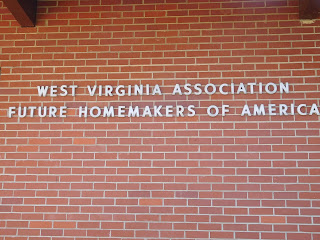 WEST VIRGINIA ASSOCIATION
FUTURE HOMEMAKERS OF AMERICA